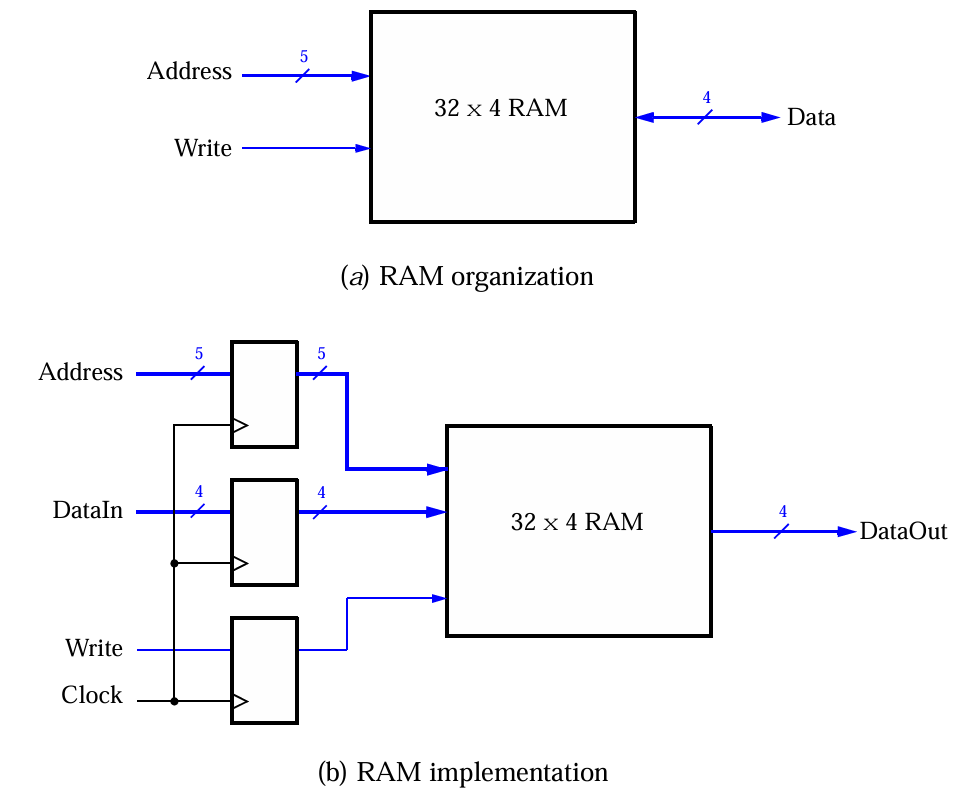 5
Address
4
32 x 4 RAM
Data
Write
(a) RAM organization
5
5
Address
4
4
DataIn
32 x 4 RAM
4
DataOut
Write
Clock
(b) RAM implementation